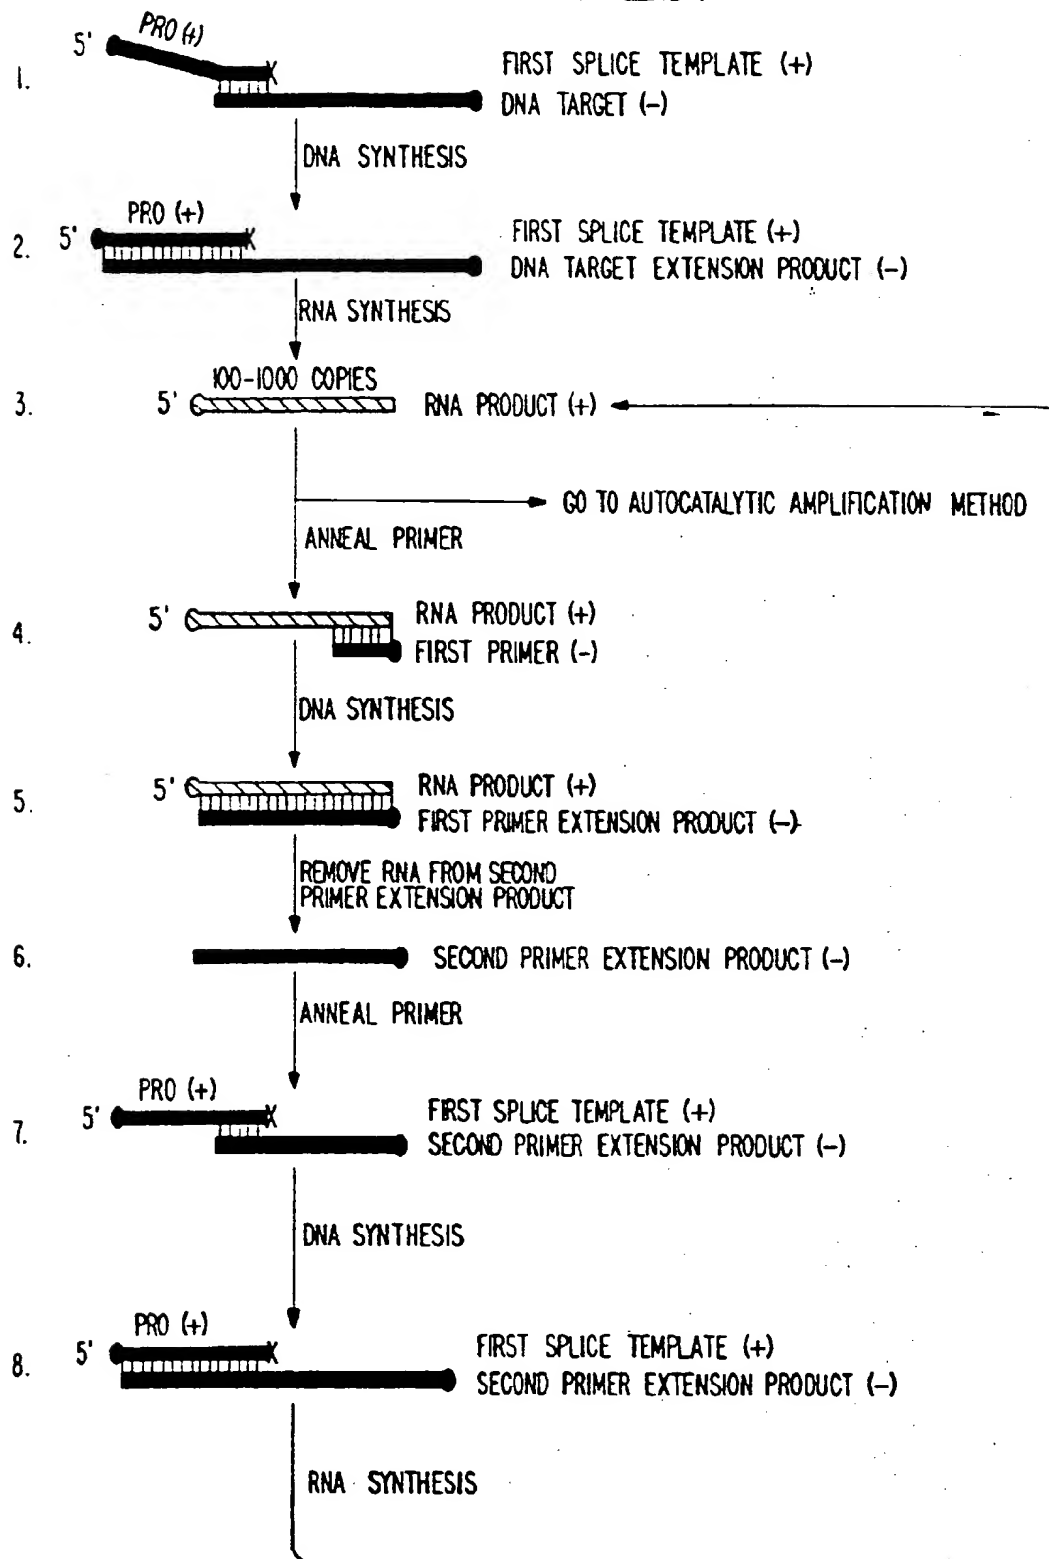 PRO (+)
5'
1.
FIRST SPLICE TEMPLATE (+)
DNA TARGET (-)
DNA SYNTHESIS
PRO (+)
2.
5'
FIRST SPLICE TEMPLATE (+)
DNA TARGET EXTENSION PRODUCT (-)
RNA SYNTHESIS
100-1000 COPIES
3.
5'
RNA PRODUCT (+)
GO TO AUTOCATALYTIC AMPLIFICATION METHOD
ANNEAL PRIMER
4.
5'
RNA PRODUCT (+)
FIRST PRIMER (-)
DNA SYNTHESIS
5.
5'
RNA PRODUCT (+)
FIRST PRIMER EXTENSION PRODUCT (-)
REMOVE RNA FROM SECOND
PRIMER EXTENSION PRODUCT
6.
SECOND PRIMER EXTENSION PRODUCT (-)
ANNEAL PRIMER
PRO (+)
7.
5'
FIRST SPLICE TEMPLATE (+)
SECOND PRIMER EXTENSION PRODUCT (-)
DNA SYNTHESIS
PRO (+)
8.
5'
FIRST SPLICE TEMPLATE (+)
SECOND PRIMER EXTENSION PRODUCT (-)
RNA SYNTHESIS